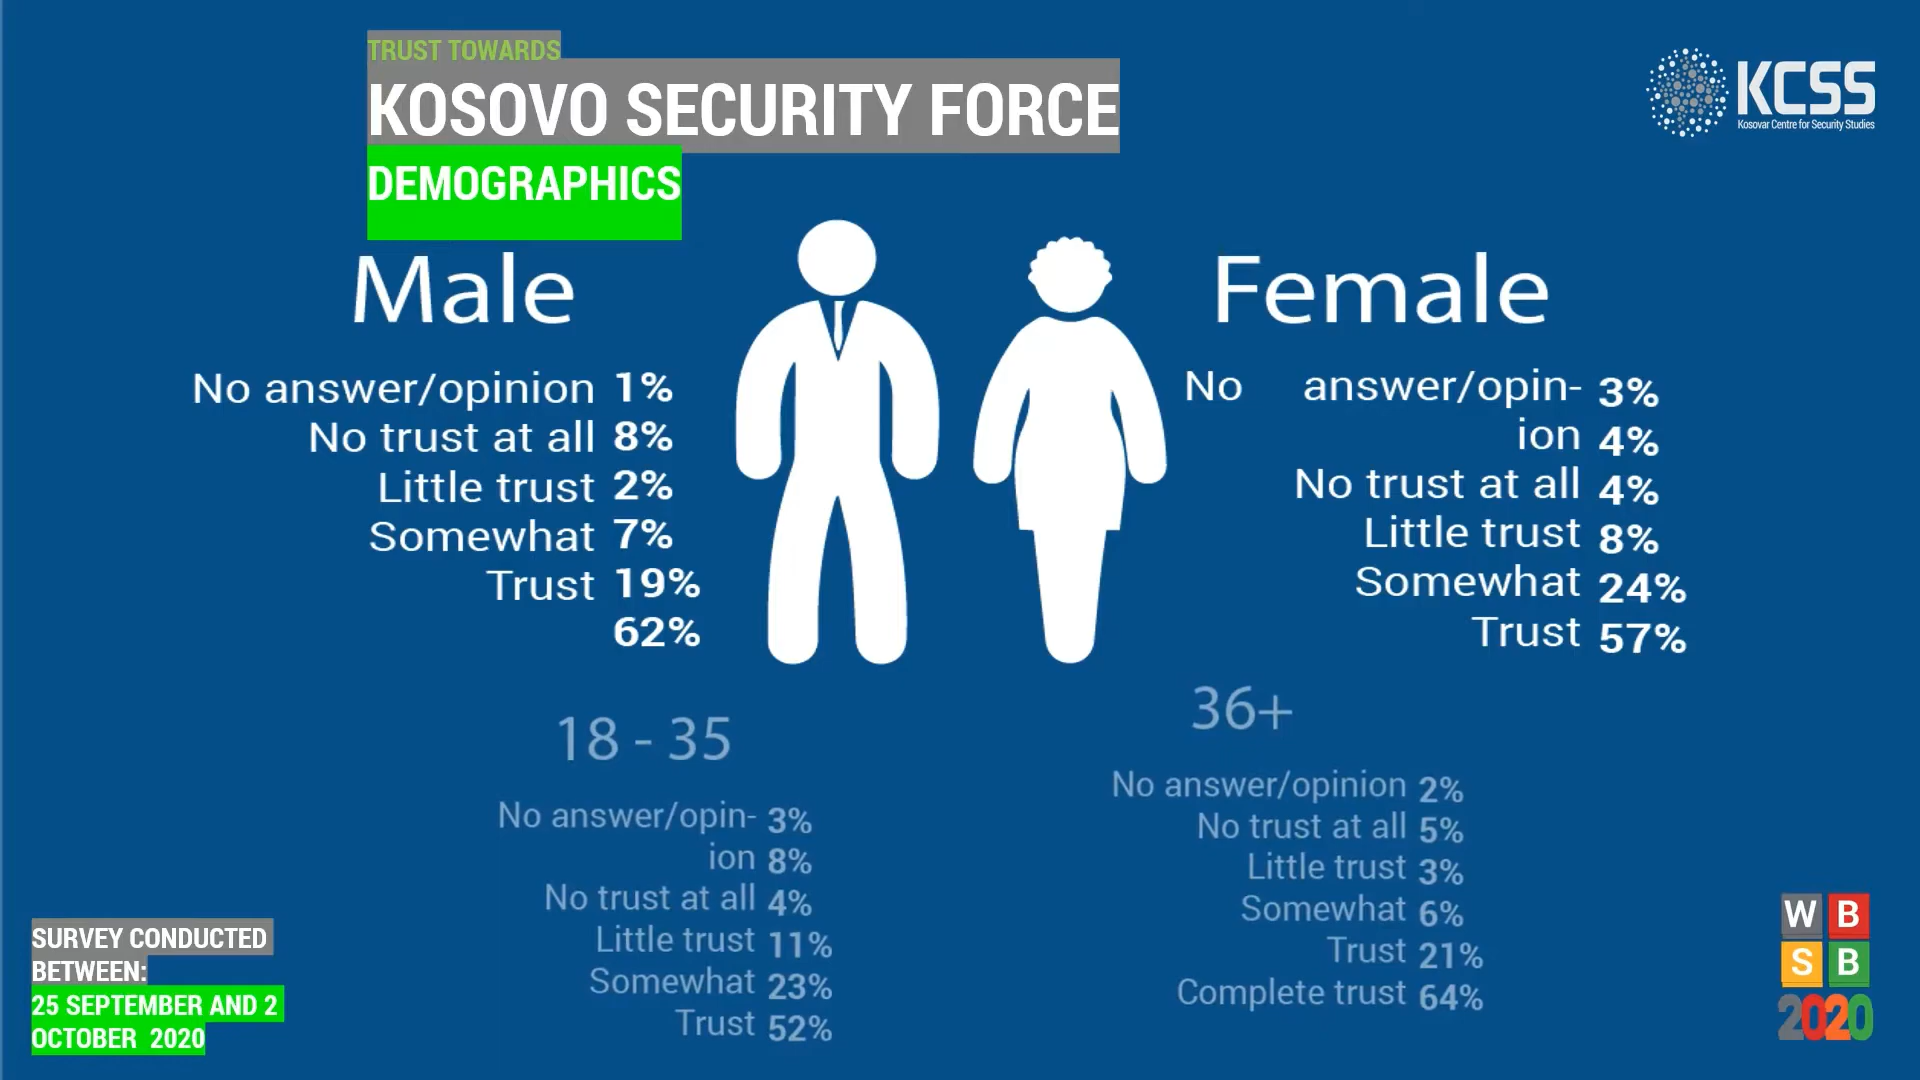 TRUST TOWARDS
KOSOVO SECURITY FORCE
DEMOGRAPHICS
KCSS
Kosovar Centre for Security Studies
Male
No answer/opinion 1%
No trust at all 8%
Little trust 2%
Somewhat 7%
Trust 19%
62%
Female
No answer/opin- 3%
ion 4%
No trust at all 4%
Little trust 8%
Somewhat 24%
Trust 57%
18 - 35
No answer/opin- 3%
ion 8%
No trust at all 4%
Little trust 11%
Somewhat 23%
Trust 52%
36+
No answer/opinion 2%
No trust at all 5%
Little trust 3%
Somewhat 6%
Trust 21%
Complete trust 64%
SURVEY CONDUCTED
BETWEEN:
25 SEPTEMBER AND 2
OCTOBER 2020
W B
S B
2020